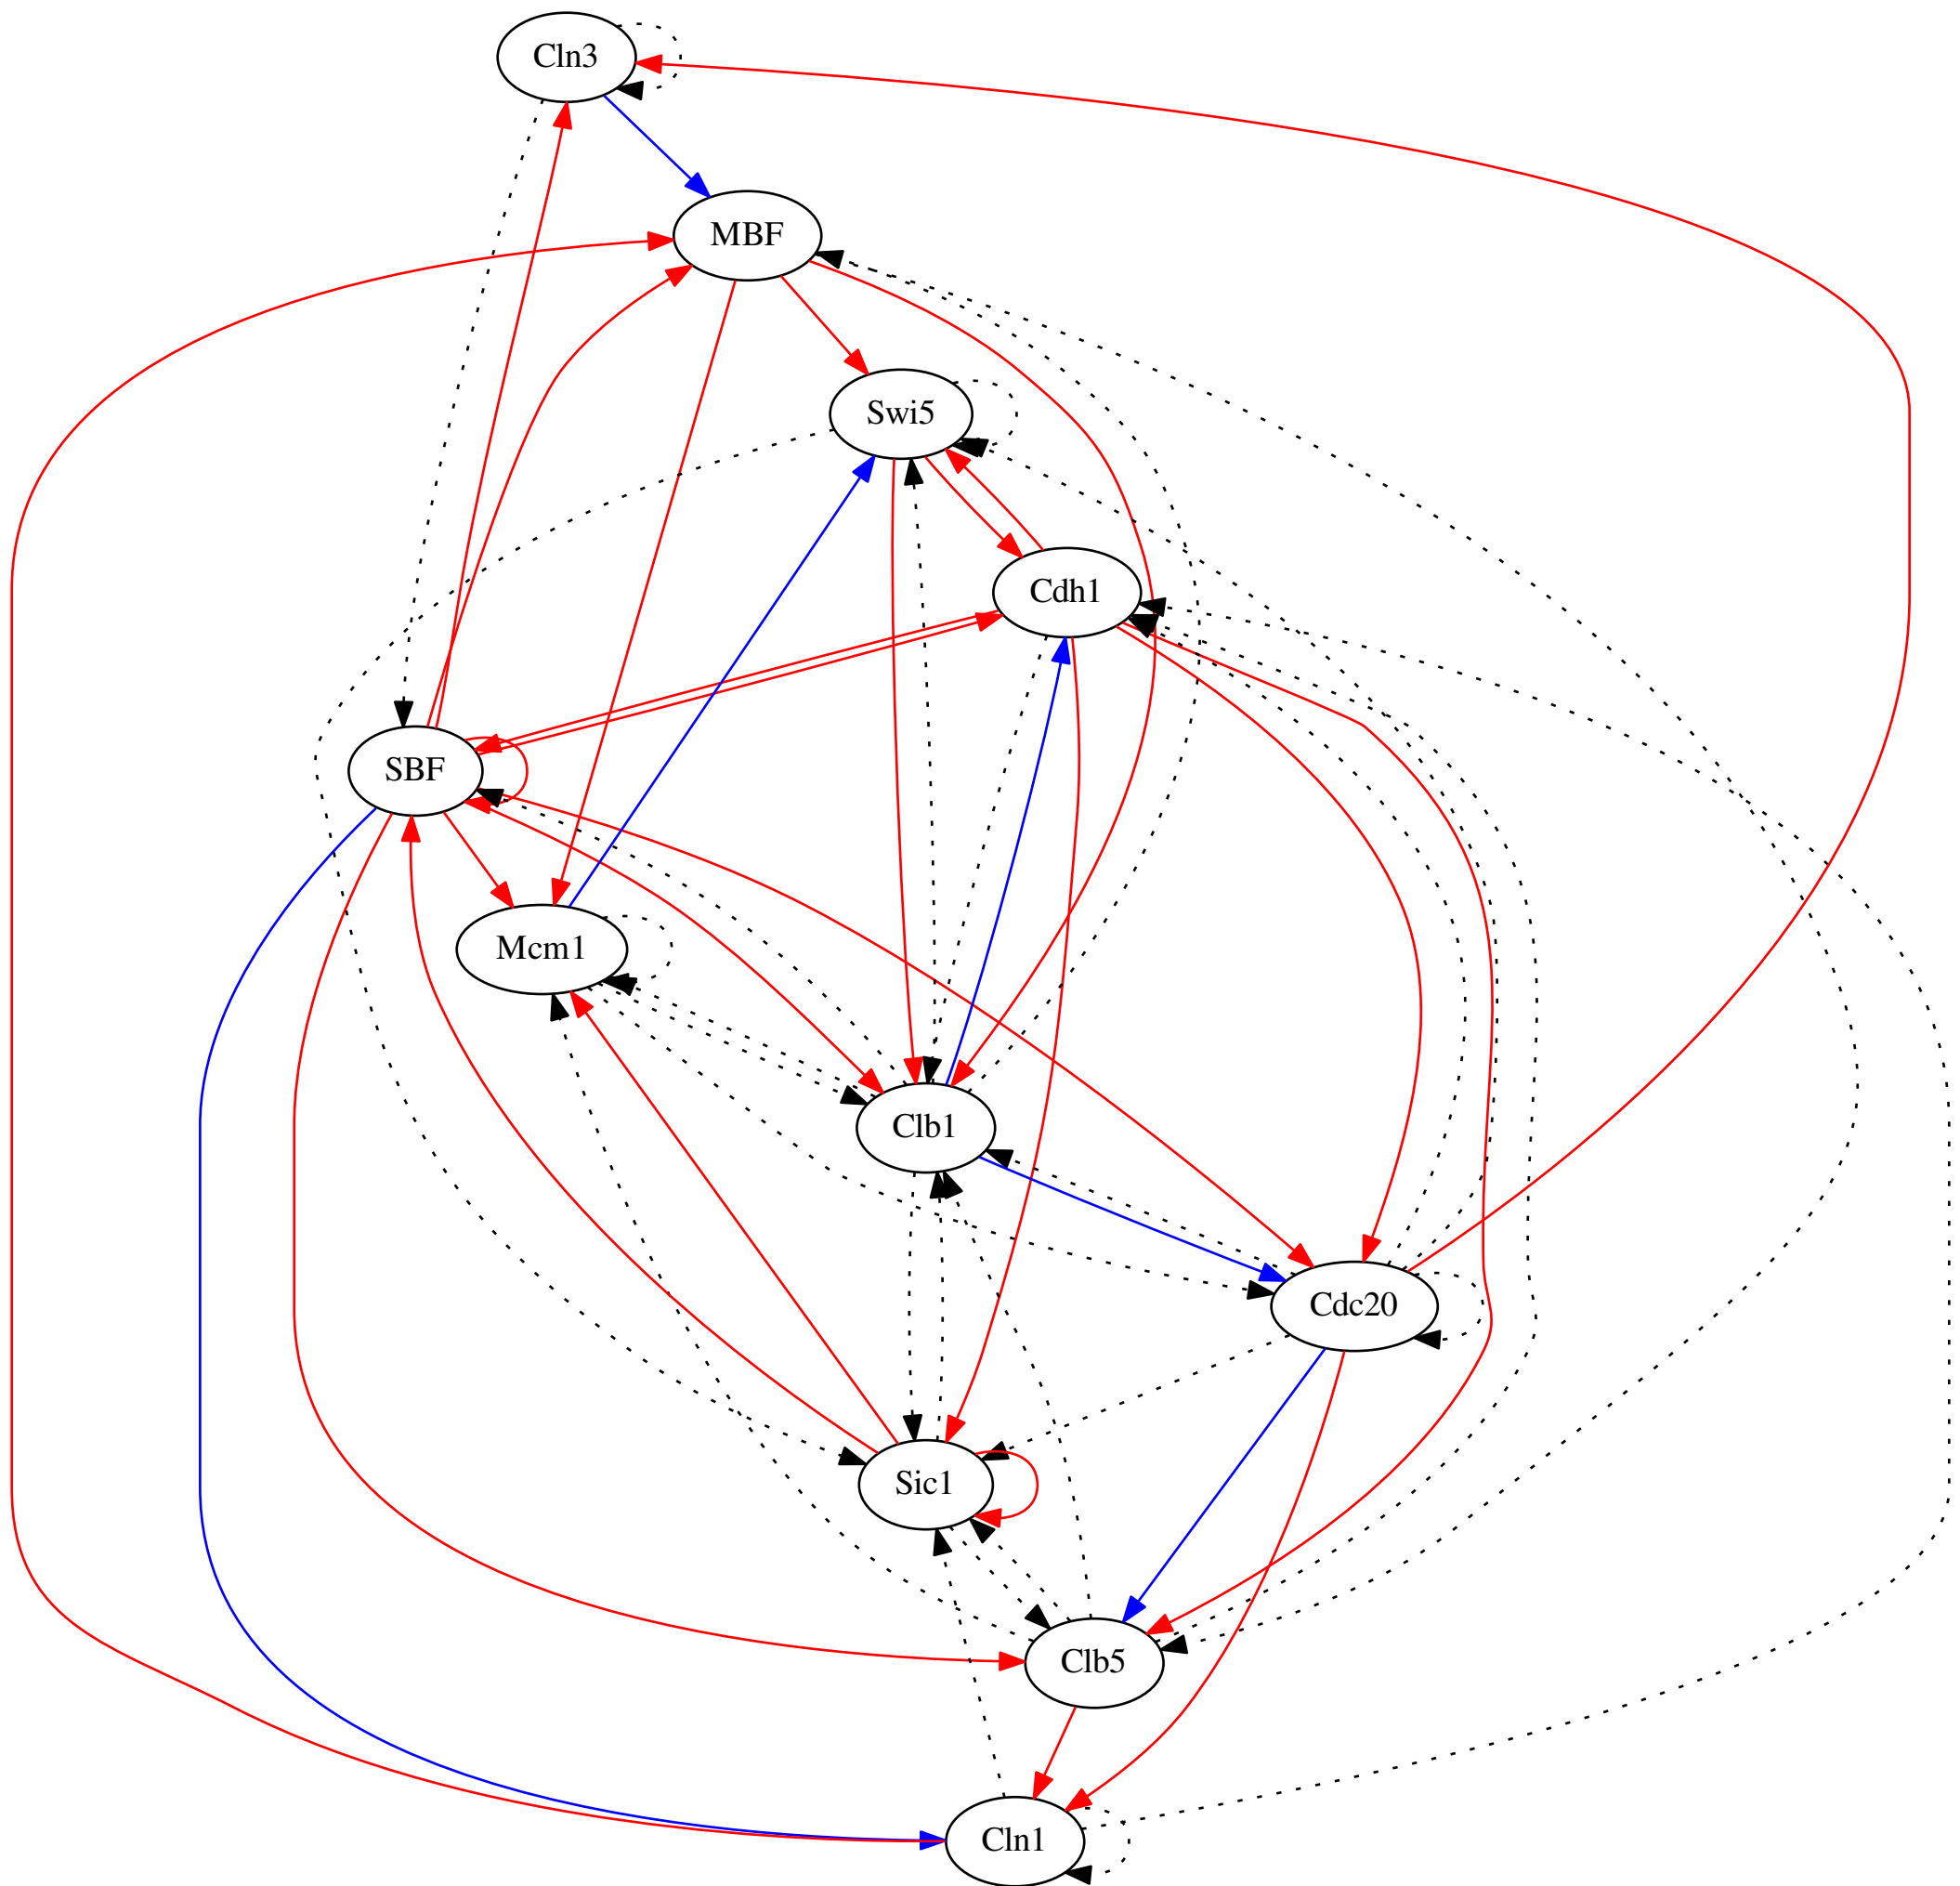 Cln3
MBF
Swi5
Cdh1
SBF
Mcm1
Clb1
Cdc20
Sic1
Clb5
Cln1